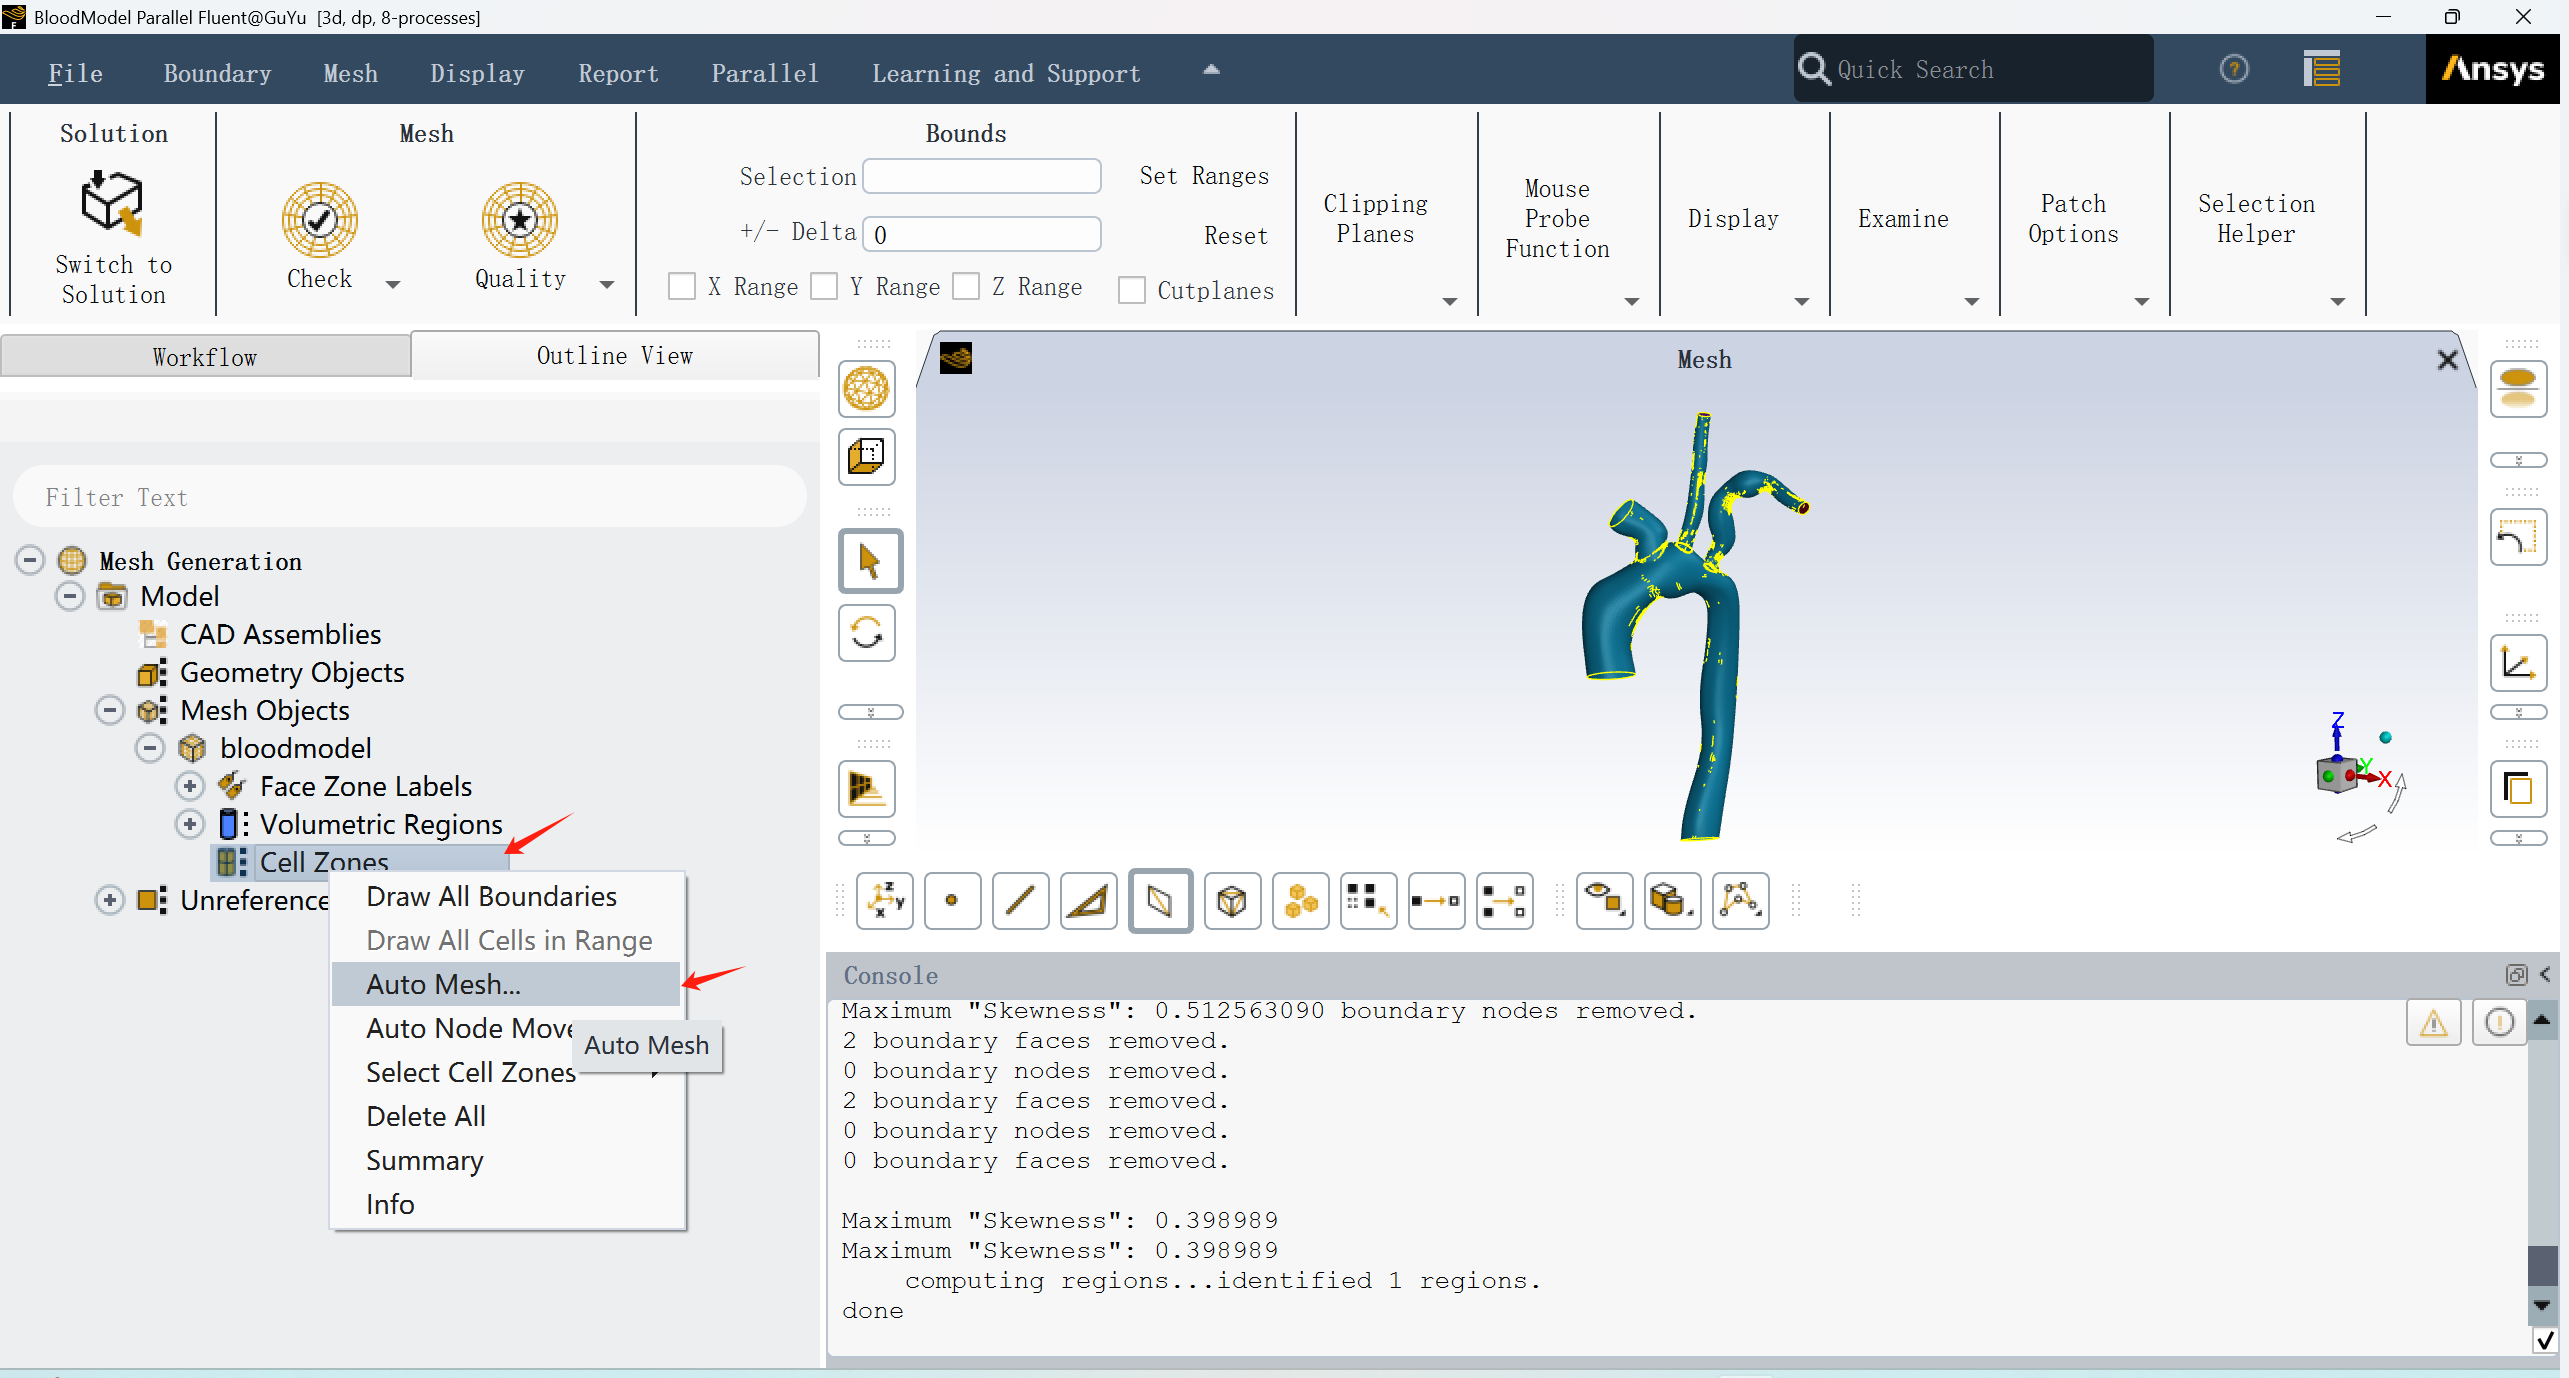 BloodModel Parallel Fluent@GuYu [3d, dp, 8-processes]
File Boundary Mesh Display Report Parallel Learning and Support
Quick Search
Ansys
Solution
Switch to
Solution
Mesh
Check
Quality
Bounds
Selection
Set Ranges
+/- Delta 0
Reset
X Range Y Range Z Range Cutplanes
Clipping
Planes
Mouse
Probe
Function
Display
Examine
Patch
Options
Selection
Helper
Workflow
Outline View
Filter Text
Mesh Generation
Model
CAD Assemblies
Geometry Objects
Mesh Objects
bloodmodel
Face Zone Labels
Volumetric Regions
Cell Zones
Unreference
Draw All Boundaries
Draw All Cells in Range
Auto Mesh...
Auto Node Move
Auto Mesh
Select Cell Zones
Delete All
Summary
Info
Mesh
Z
Y
X
z
y
x
Console
Maximum "Skewness": 0.512563090 boundary nodes removed.
2 boundary faces removed.
0 boundary nodes removed.
2 boundary faces removed.
0 boundary nodes removed.
0 boundary faces removed.
Maximum "Skewness": 0.398989
Maximum "Skewness": 0.398989
computing regions...identified 1 regions.
done